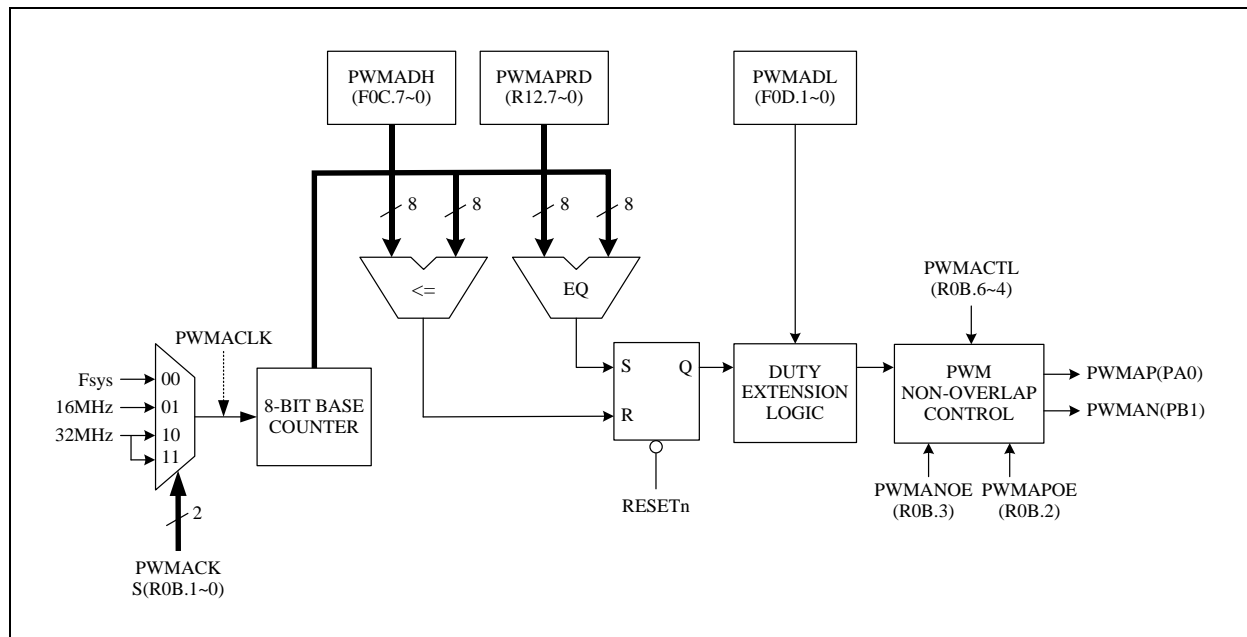 PWMADH
(F0C.7~0)
PWMAPRD
(R12.7~0)
PWMADL
(F0D.1~0)
8
8
8
8
<=
EQ
PWMACTL
(R0B.6~4)
PWMACLK
Fsys
00
16MHz
01
32MHz
10
11
8-BIT BASE
COUNTER
S
Q
R
DUTY
EXTENSION
LOGIC
PWM
NON-OVERLAP
CONTROL
PWMAP(PA0)
PWMAN(PB1)
RESETn
PWMANOE
(R0B.3)
PWMAPOE
(R0B.2)
2
PWMACK
S(R0B.1~0)